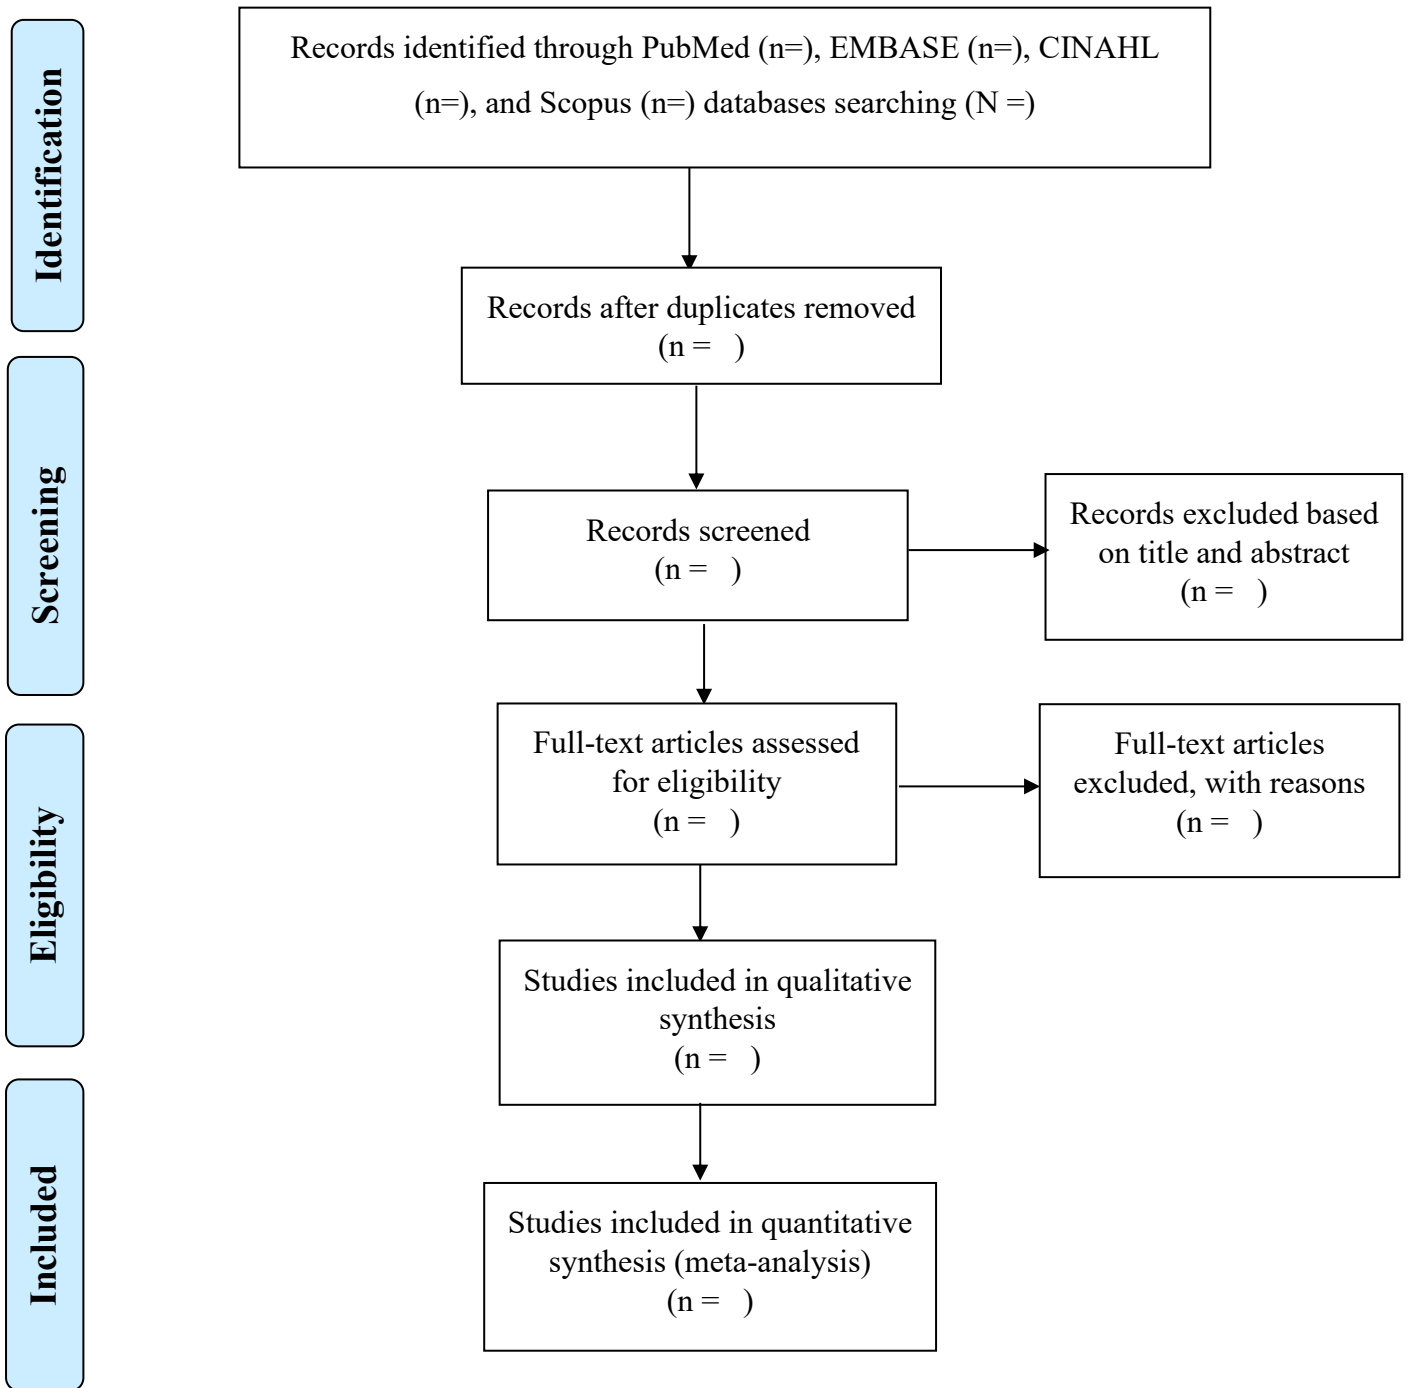 Identification
Records identified through PubMed (n=), EMBASE (n=), CINAHL
(n=), and Scopus (n=) databases searching (N =)
Records after duplicates removed
(n =   )
Screening
Records screened
(n =   )
Records excluded based
on title and abstract
(n =   )
Eligibility
Full-text articles assessed
for eligibility
(n =   )
Full-text articles
excluded, with reasons
(n =   )
Studies included in qualitative
synthesis
(n =   )
Included
Studies included in quantitative
synthesis (meta-analysis)
(n =   )